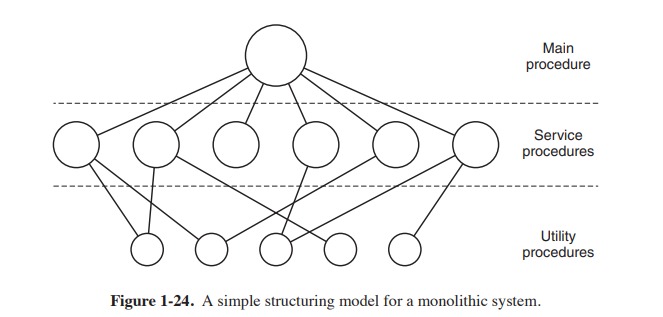 Main
procedure
Service
procedures
Utility
procedures
Figure 1-24. A simple structuring model for a monolithic system.